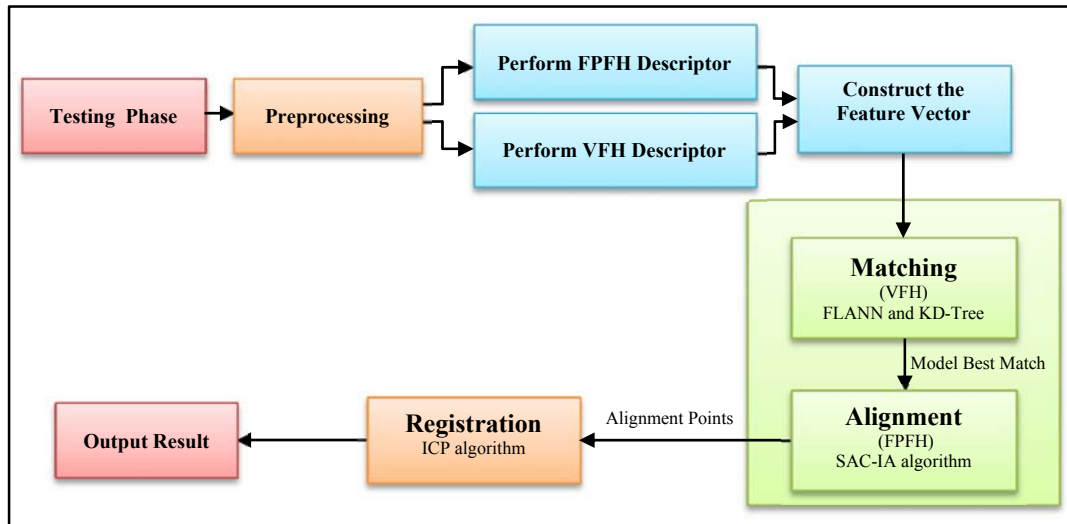 Testing Phase
Preprocessing
Perform FPFH Descriptor
Perform VFH Descriptor
Construct the
Feature Vector
Matching
(VFH)
FLANN and KD-Tree
Model Best Match
Alignment
(FPFH)
SAC-IA algorithm
Alignment Points
Registration
ICP algorithm
Output Result